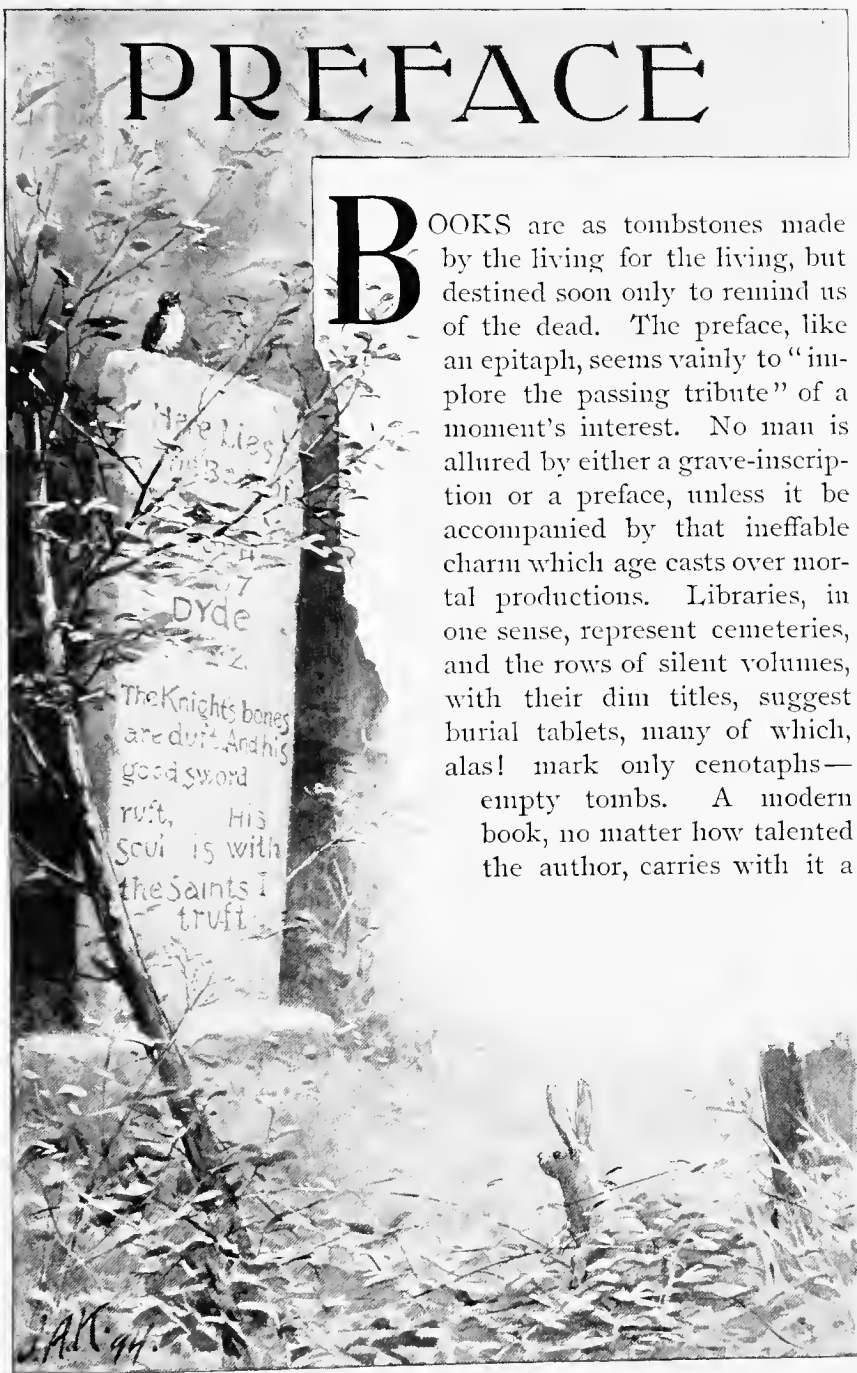 PREFACE
BOOKS are as tombstones made
by the living for the living, but
destined soon only to remind us
of the dead. The preface, like
an epitaph, seems vainly to “im-
plore the passing tribute” of a
moment's interest. No man is
allured by either a grave-inscrip-
tion or a preface, unless it be
accompanied by that ineffable
charm which age casts over mor-
tal productions. Libraries, in
one sense, represent cemeteries,
and the rows of silent volumes,
with their dim titles, suggest
burial tablets, many of which,
alas! mark only cenotaphs—
empty tombs. A modern
book, no matter how talented
the author, carries with it a
Here Lies
7
DYde
The Knights bones
are duſt. And his
good sword
ruſt, His
Soul is with
the Saints I
truſt
J.A.K. 94.